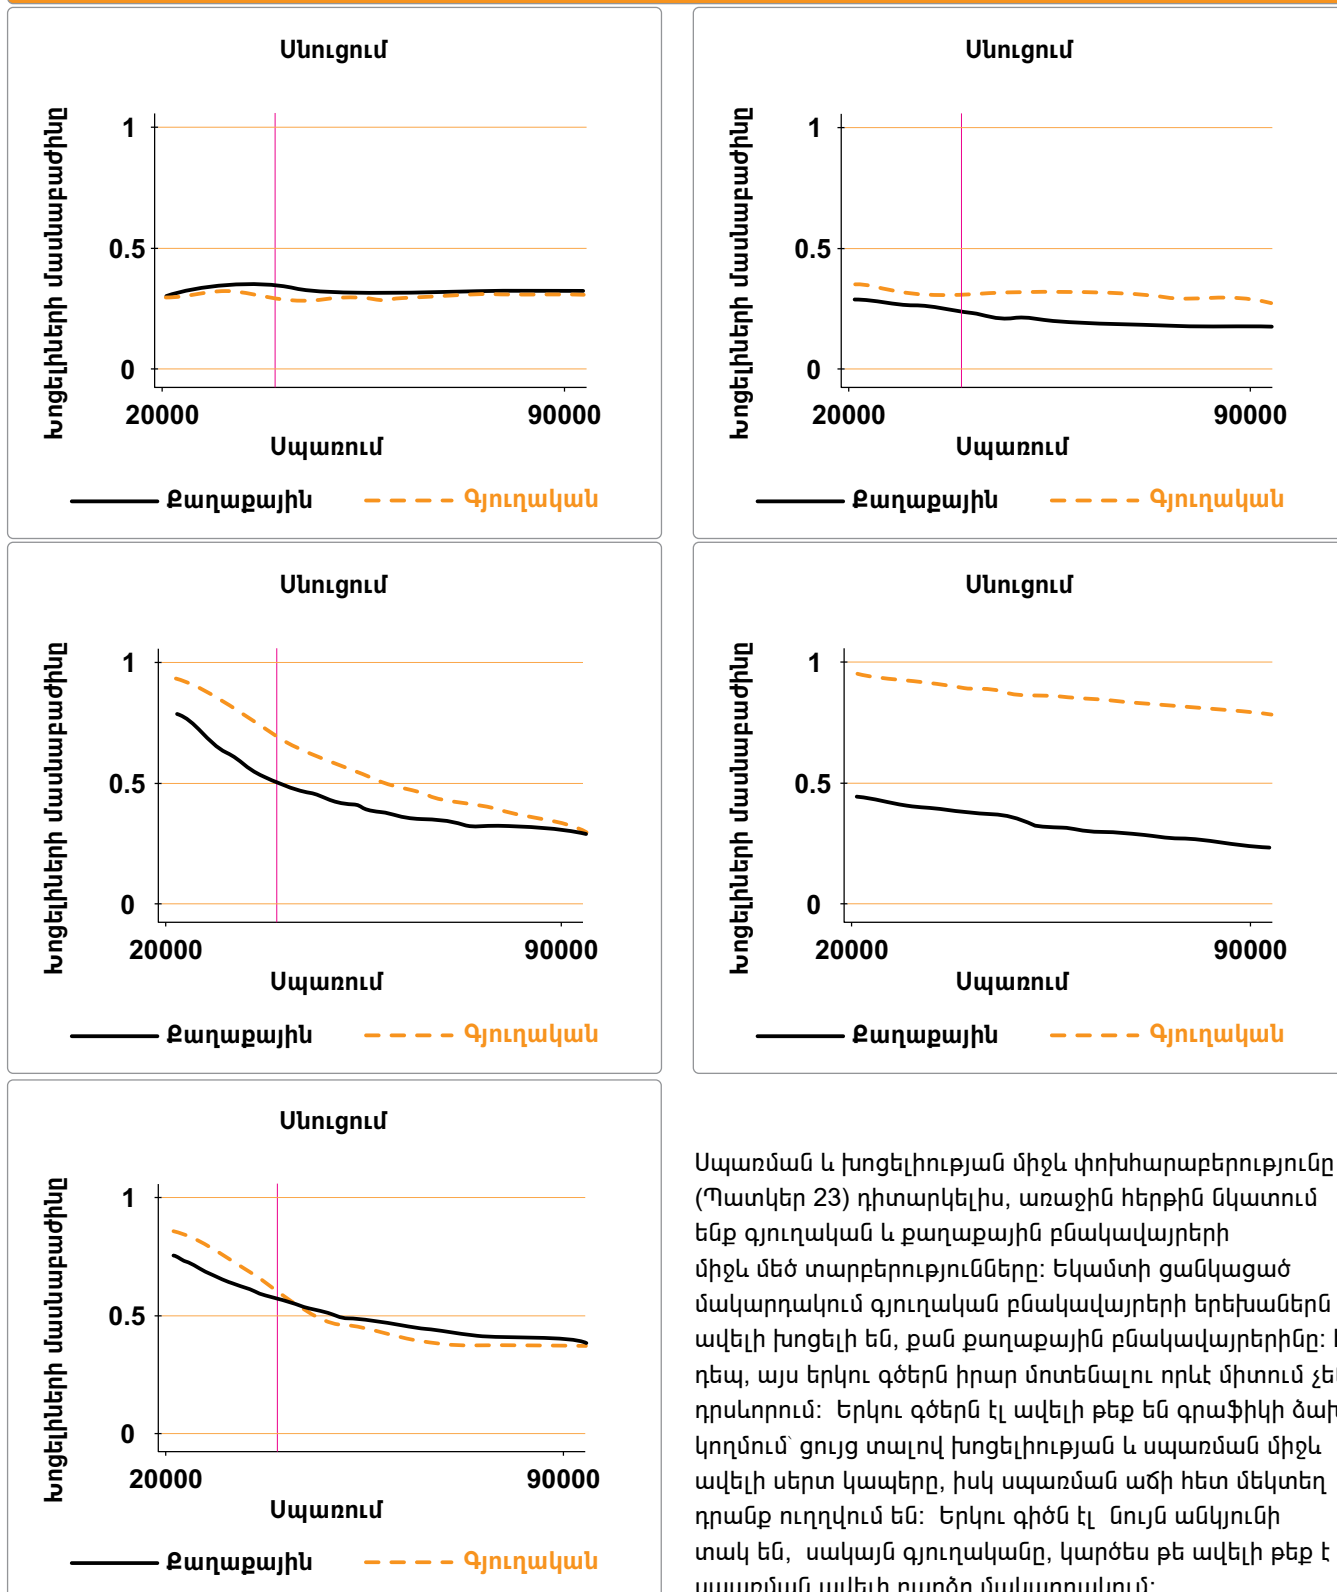 Սնուցում
Խոցելիների մասնաբաժինը
1
0.5
0
20000 90000
Սպառում
Քաղաքային Գյուղական
Սնուցում
Խոցելիների մասնաբաժինը
1
0.5
0
20000 90000
Սպառում
Քաղաքային Գյուղական
Սնուցում
Խոցելիների մասնաբաժինը
1
0.5
0
20000 90000
Սպառում
Քաղաքային Գյուղական
Սնուցում
Խոցելիների մասնաբաժինը
1
0.5
0
20000 90000
Սպառում
Քաղաքային Գյուղական
Սնուցում
Խոցելիների մասնաբաժինը
1
0.5
0
20000 90000
Սպառում
Քաղաքային Գյուղական
Սպառման և խոցելիության միջև փոխհարաբերությունը
(Պատկեր 23) դիտարկելիս, առաջին հերթին նկատում
ենք գյուղական և քաղաքային բնակավայրերի
միջև մեծ տարբերությունները: Եկամտի ցանկացած
մակարդակում գյուղական բնակավայրերի երեխաներն
ավելի խոցելի են, քան քաղաքային բնակավայրերինը:
դեպ, այս երկու գծերն իրար մոտենալու որևէ միտում
դրսևորում: Երկու գծերն էլ ավելի թեք են գրաֆիկի
կողմում՝ ցույց տալով խոցելիության և սպառման միջև
ավելի սերտ կապերը, իսկ սպառման աճի հետ մեկտեղ
դրանք ուղղվում են: Երկու գիծն էլ նույն անկյունի
տակ են, սակայն գյուղականը, կարծես թե ավելի թեք է
սպառման ավելի բարձր մակարդակում: